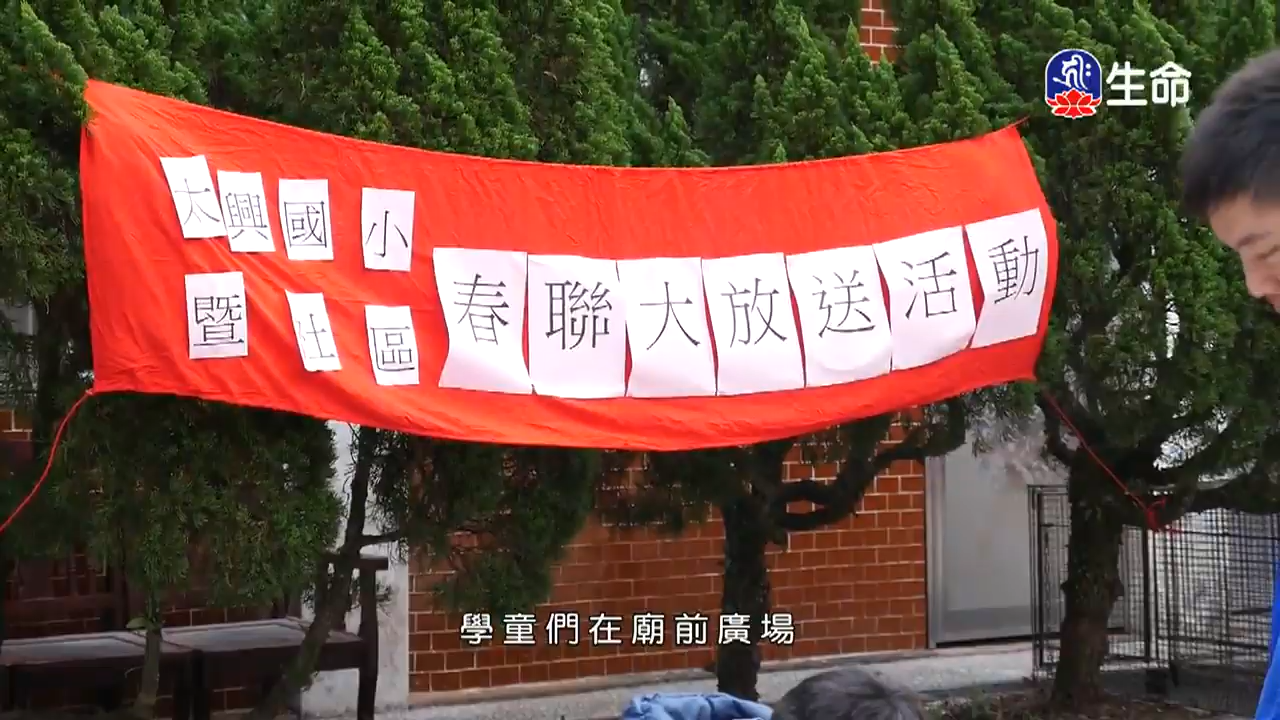 生命
太興國小
暨社區
春聯大放送活動
學童們在廟前廣場